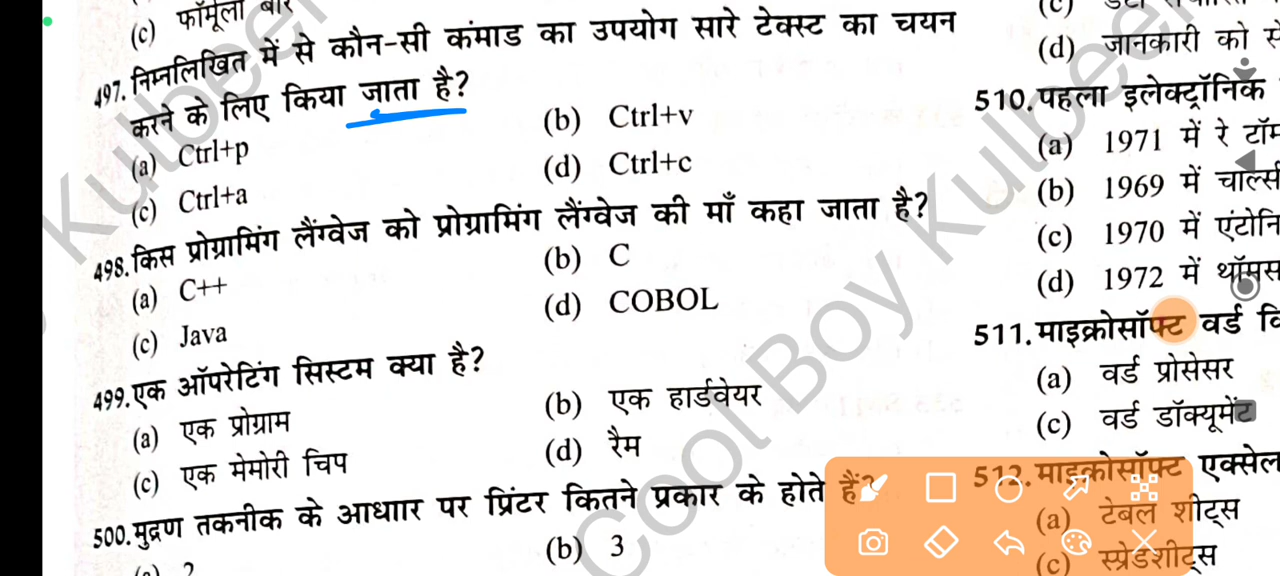 (c) फॉर्मूला बार
497. निम्नलिखित में से कौन-सी कंमाड का उपयोग सारे टेक्स्ट का चयन
करने के लिए किया जाता है?
(a) Ctrl+p
(b) Ctrl+v
(c) Ctrl+a
(d) Ctrl+c
498. किस प्रोग्रामिंग लैंग्वेज को प्रोग्रामिंग लैंग्वेज की माँ कहा जाता है?
(a) C++
(b) C
(c) Java
(d) COBOL
499. एक ऑपरेटिंग सिस्टम क्या है?
(a) एक प्रोग्राम
(b) एक हार्डवेयर
(c) एक मेमोरी चिप
(d) रैम
500. मुद्रण तकनीक के आधाार पर प्रिंटर कितने प्रकार के होते हैं?
(a) 2
(b) 3
(c)
(d) जानकारी को
510. पहला इलेक्ट्रॉनिक
(a) 1971 में रे
(b) 1969 में चार्ल्स
(c) 1970 में
(d) 1972 में थॉमस
511. माइक्रोसॉफ्ट वर्ड
(a) वर्ड प्रोसेसर
(c) वर्ड डॉक्यूमेंट
512. माइक्रोसॉफ्ट एक्सेल
(a) टेबल शीट्स
(c) स्प्रेडशीट्स
Cool Boy Kulbeer